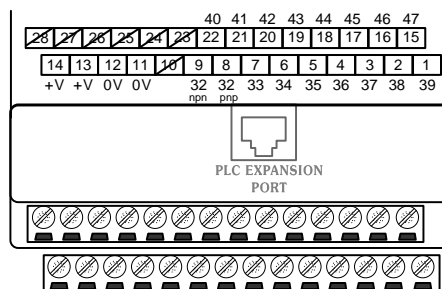 40 41 42 43 44 45 46 47
28 27 26 25 24 23 22 21 20 19 18 17 16 15
14 13 12 11 10 9 8 7 6 5 4 3 2 1
+V +V 0V 0V 32 32 33 34 35 36 37 38 39
npn pnp
PLC EXPANSION
PORT